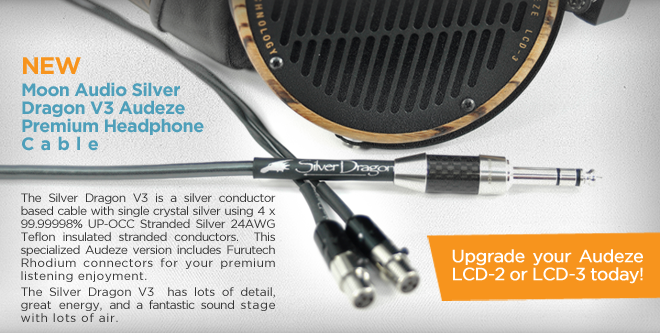 TECHNOLOGY
ZE LCD-3
NEW
Moon Audio Silver
Dragon V3 Audeze
Premium Headphone
Cable
Silver Dragon
The Silver Dragon V3 is a silver conductor
based cable with single crystal silver using 4 x
99.99998% UP-OCC Stranded Silver 24AWG
Teflon insulated stranded conductors. This
specialized Audeze version includes Furutech
Rhodium connectors for your premium
listening enjoyment.
The Silver Dragon V3 has lots of detail,
great energy, and a fantastic sound stage
with lots of air.
Upgrade your Audeze
LCD-2 or LCD-3 today!